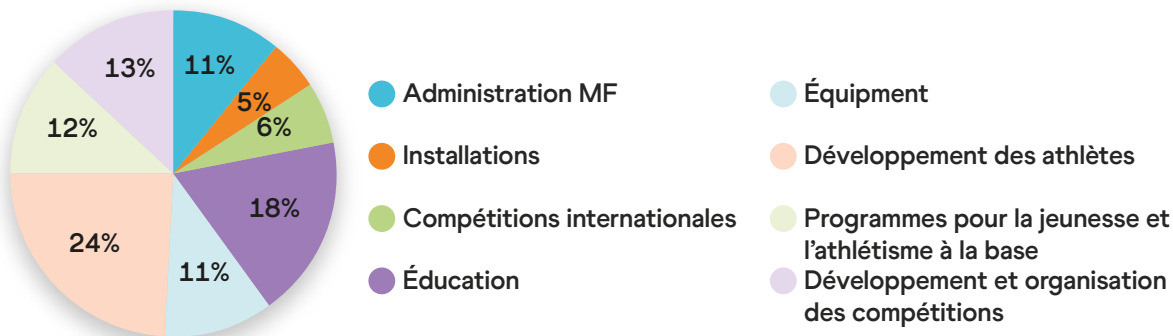 13%
11%
5%
6%
12%
18%
24%
11%
Administration MF
Installations
Compétitions internationales
Éducation
Équipment
Développement des athlètes
Programmes pour la jeunesse et
l'athlétisme à la base
Développement et organisation
des compétitions